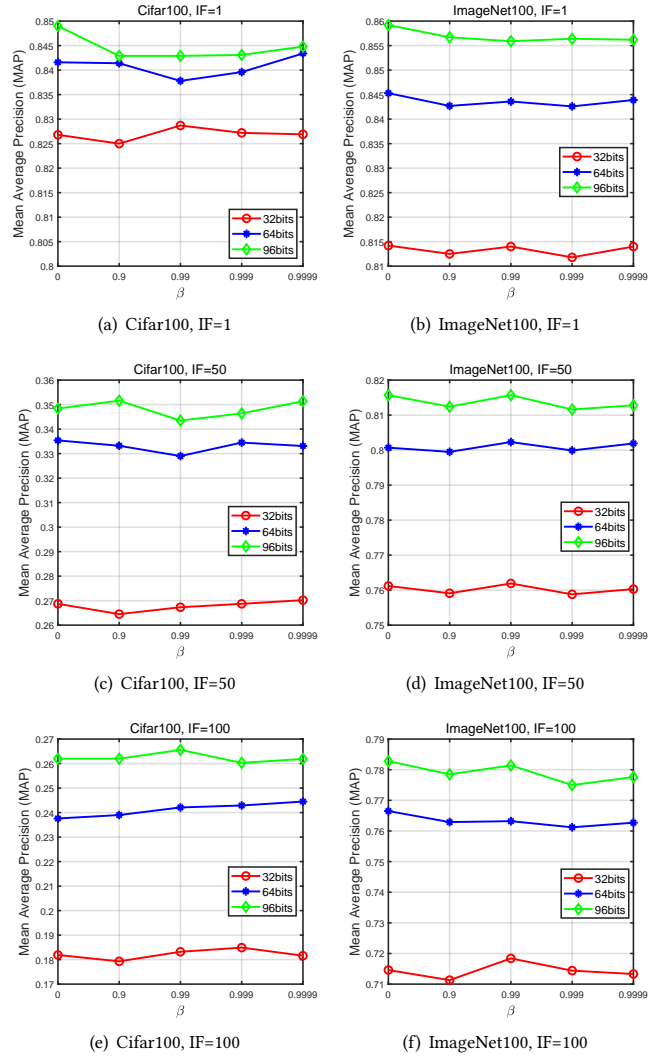 Cifar100, IF=1
Mean Average Precision (MAP)
0.85
0.845
0.84
0.835
0.83
0.825
0.82
0.815
0.81
0.805
0.8
32bits
64bits
96bits
0 0.9 0.99 0.999 0.9999
β
(a) Cifar100, IF=1
ImageNet100, IF=1
Mean Average Precision (MAP)
0.86
0.855
0.85
0.845
0.84
0.835
0.83
0.825
0.82
0.815
0.81
32bits
64bits
96bits
0 0.9 0.99 0.999 0.9999
β
(b) ImageNet100, IF=1
Cifar100, IF=50
Mean Average Precision (MAP)
0.36
0.35
0.34
0.33
0.32
0.31
0.3
0.29
0.28
0.27
0.26
32bits
64bits
96bits
0 0.9 0.99 0.999 0.9999
β
(c) Cifar100, IF=50
ImageNet100, IF=50
Mean Average Precision (MAP)
0.82
0.81
0.8
0.79
0.78
0.77
0.76
0.75
32bits
64bits
96bits
0 0.9 0.99 0.999 0.9999
β
(d) ImageNet100, IF=50
Cifar100, IF=100
Mean Average Precision (MAP)
0.27
0.26
0.25
0.24
0.23
0.22
0.21
0.2
0.19
0.18
0.17
32bits
64bits
96bits
0 0.9 0.99 0.999 0.9999
β
(e) Cifar100, IF=100
ImageNet100, IF=100
Mean Average Precision (MAP)
0.79
0.78
0.77
0.76
0.75
0.74
0.73
0.72
0.71
32bits
64bits
96bits
0 0.9 0.99 0.999 0.9999
β
(f) ImageNet100, IF=100